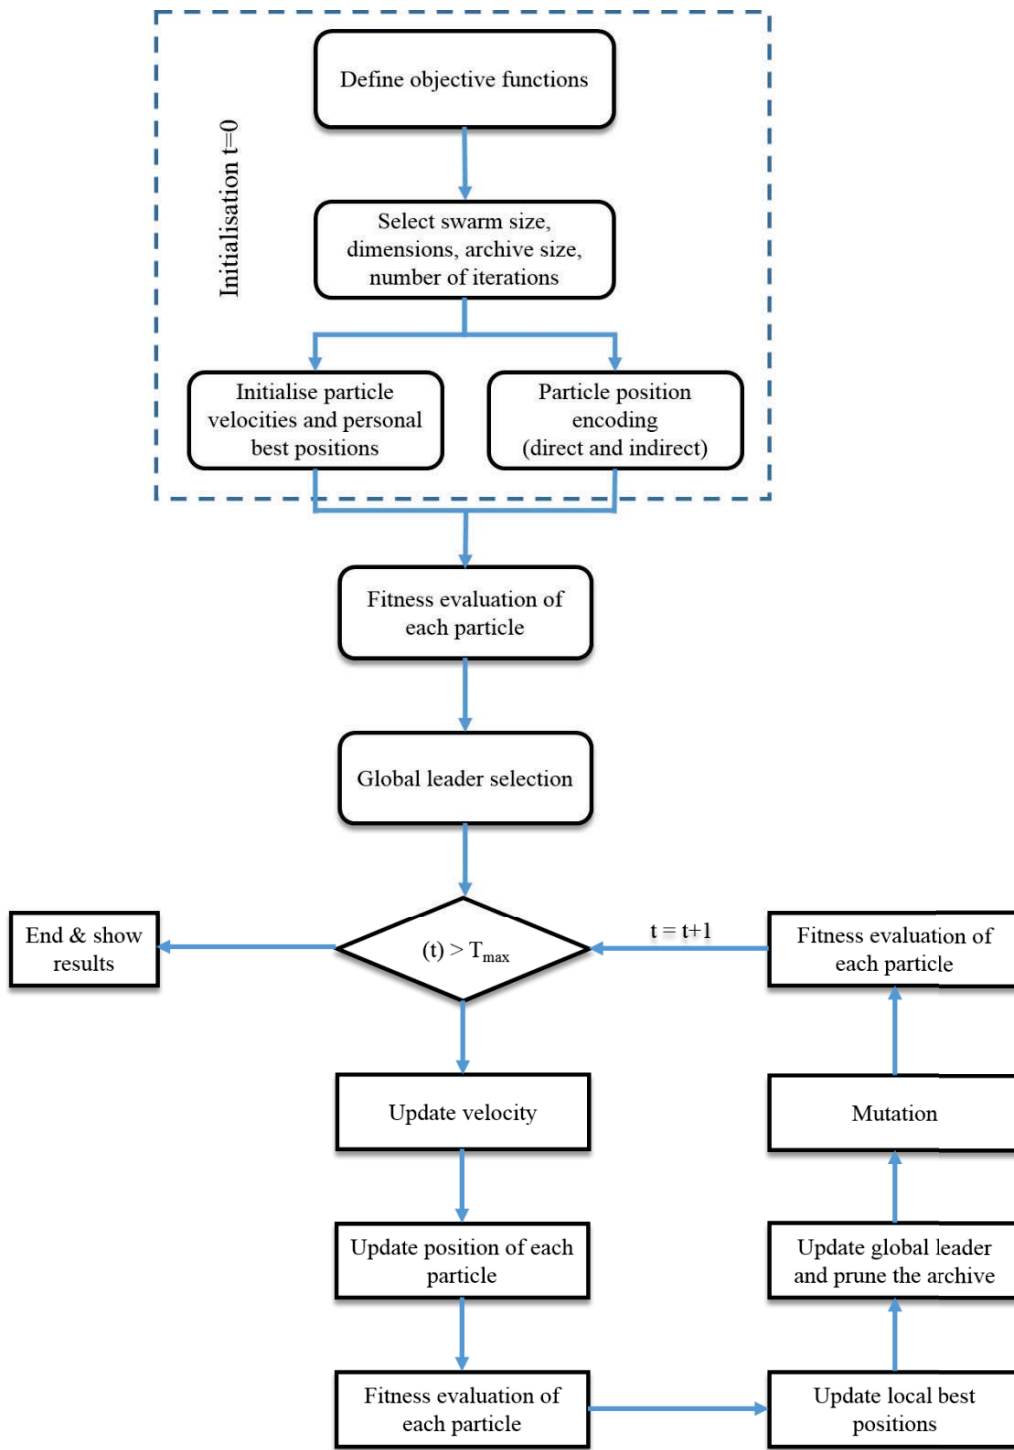 Define objective functions
Initialisation t=0
Select swarm size,
dimensions, archive size,
number of iterations
Initialise particle
velocities and personal
best positions
Particle position
encoding
(direct and indirect)
Fitness evaluation of
each particle
Global leader selection
End & show
results
(t) > Tmax
t = t+1
Fitness evaluation of
each particle
Update velocity
Mutation
Update position of each
particle
Update global leader
and prune the archive
Fitness evaluation of
each particle
Update local best
positions